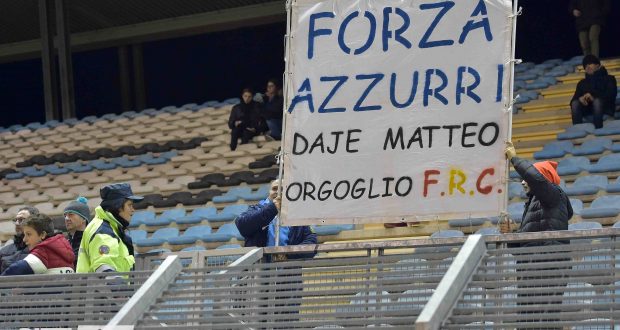 FORZA
AZZURRI
DAJE MATTEO
ORGOGLIO F.R.C.